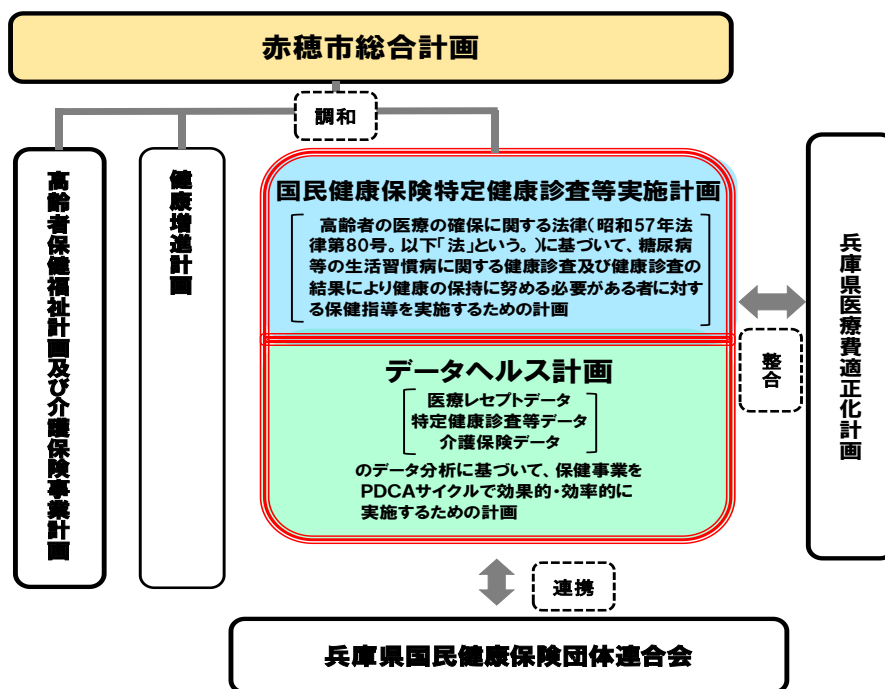 赤穂市総合計画
調和
高齢者保健福祉計画及び介護保険事業計画
健康増進計画
国民健康保険特定健康診査等実施計画
高齢者の医療の確保に関する法律(昭和57年法
律第80号。以下「法」という。)に基づいて、糖尿病
等の生活習慣病に関する健康診査及び健康診査の
結果により健康の保持に努める必要がある者に対す
る保健指導を実施するための計画
データヘルス計画
医療レセプトデータ
特定健康診査等データ
介護保険データ
のデータ分析に基づいて、保健事業を
PDCAサイクルで効果的・効率的に
実施するための計画
整合
兵庫県医療費適正化計画
連携
兵庫県国民健康保険団体連合会